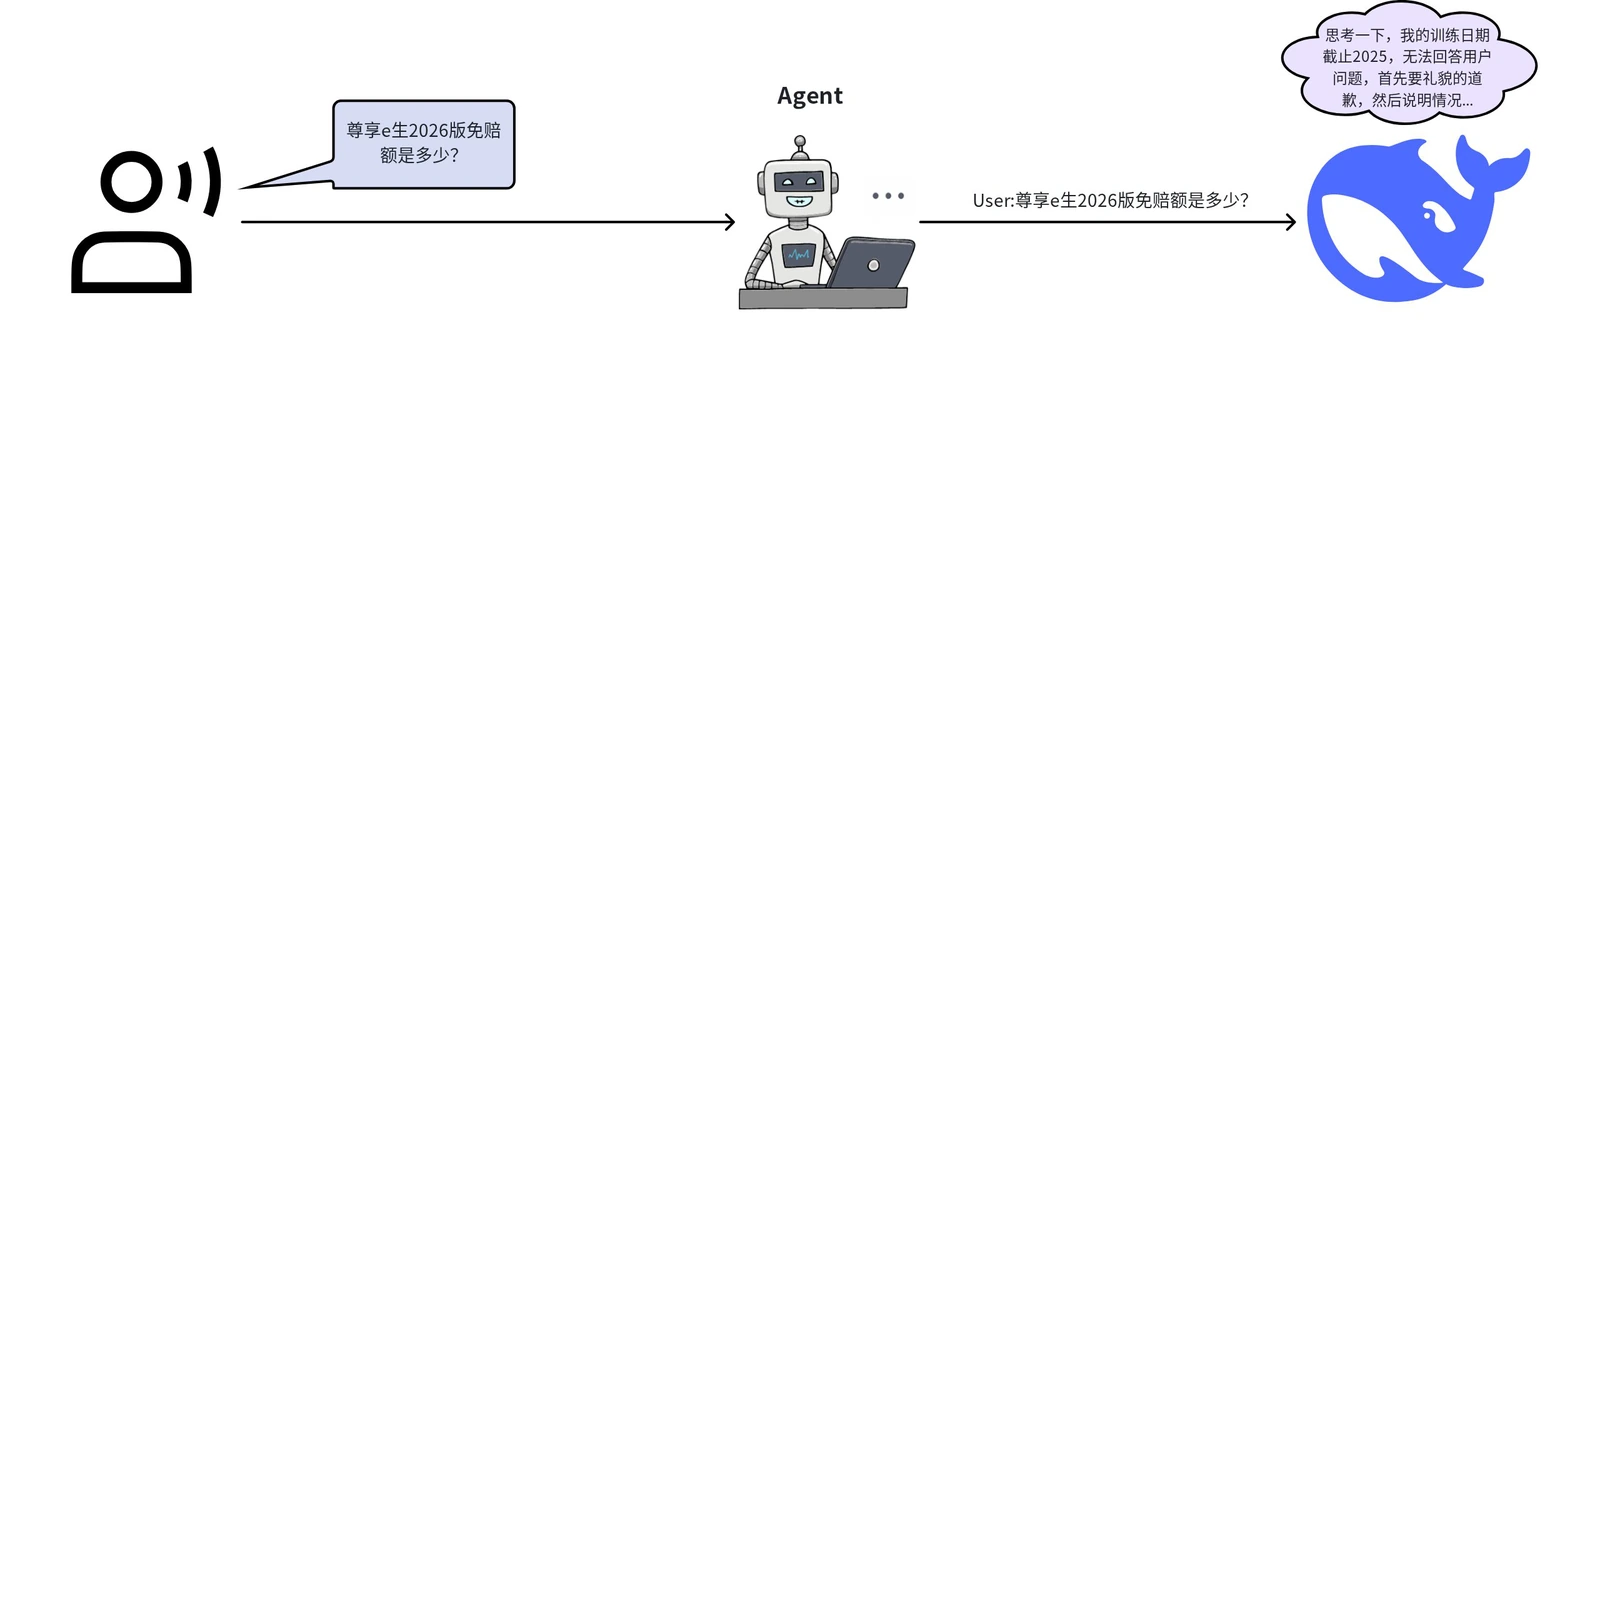 思考一下，我的训练日期
截止2025，无法回答用户
问题，首先要礼貌的道
歉，然后说明情况...
Agent
尊享e生2026版免赔
额是多少？
User:尊享e生2026版免赔额是多少？